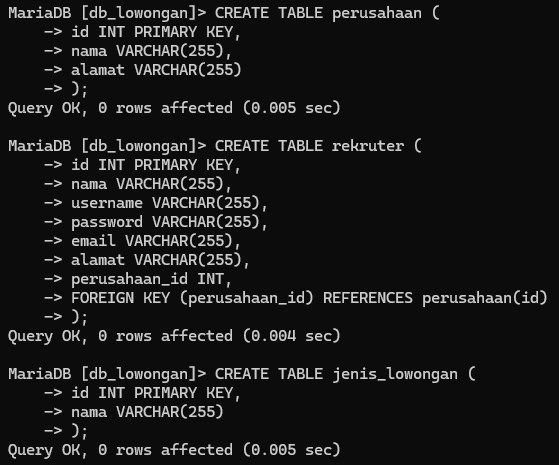 MariaDB [db_lowongan]> CREATE TABLE perusahaan (
    -> id INT PRIMARY KEY,
    -> nama VARCHAR(255),
    -> alamat VARCHAR(255)
    -> );
Query OK, 0 rows affected (0.005 sec)

MariaDB [db_lowongan]> CREATE TABLE rekruter (
    -> id INT PRIMARY KEY,
    -> nama VARCHAR(255),
    -> username VARCHAR(255),
    -> password VARCHAR(255),
    -> email VARCHAR(255),
    -> alamat VARCHAR(255),
    -> perusahaan_id INT,
    -> FOREIGN KEY (perusahaan_id) REFERENCES perusahaan(id)
    -> );
Query OK, 0 rows affected (0.004 sec)

MariaDB [db_lowongan]> CREATE TABLE jenis_lowongan (
    -> id INT PRIMARY KEY,
    -> nama VARCHAR(255)
    -> );
Query OK, 0 rows affected (0.005 sec)